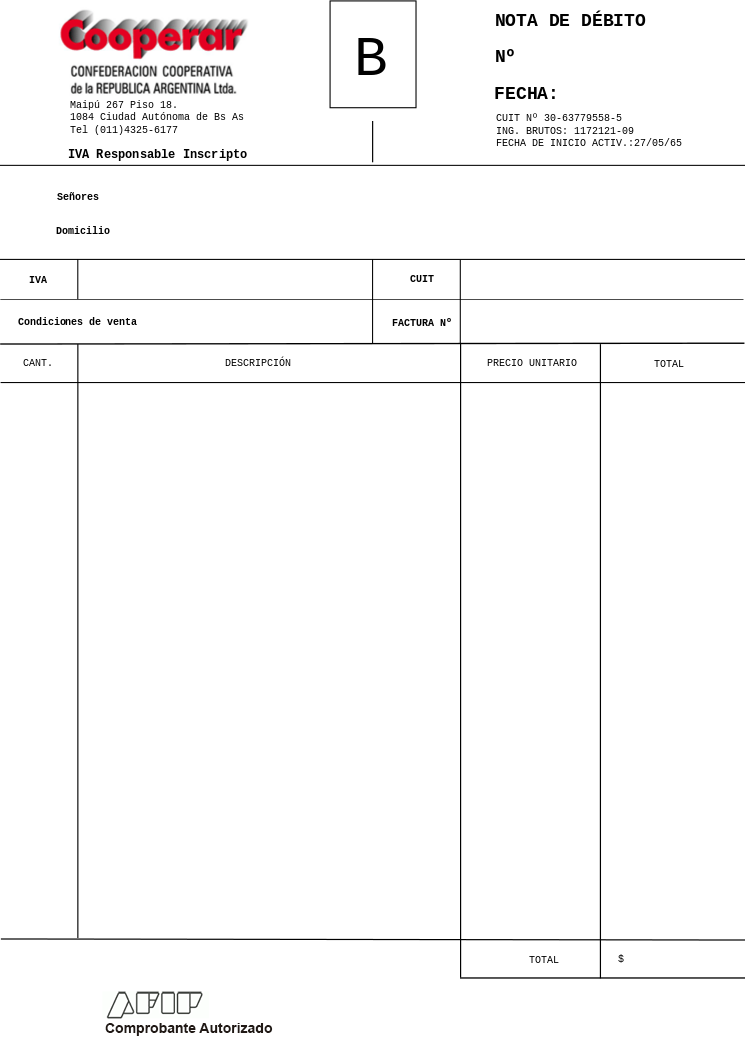 Cooperar
CONFEDERACION COOPERATIVA
de la REPUBLICA ARGENTINA Ltda.
Maipú 267 Piso 18.
1084 Ciudad Autónoma de Bs As
Tel (011)4325-6177
IVA Responsable Inscripto
B
NOTA DE DÉBITO
Nº
FECHA:
CUIT Nº 30-63779558-5
ING. BRUTOS: 1172121-09
FECHA DE INICIO ACTIV.:27/05/65
Señores
Domicilio
IVA
CUIT
Condiciones de venta
FACTURA Nº
CANT.
DESCRIPCIÓN
PRECIO UNITARIO
TOTAL
TOTAL
$
AFIP
Comprobante Autorizado